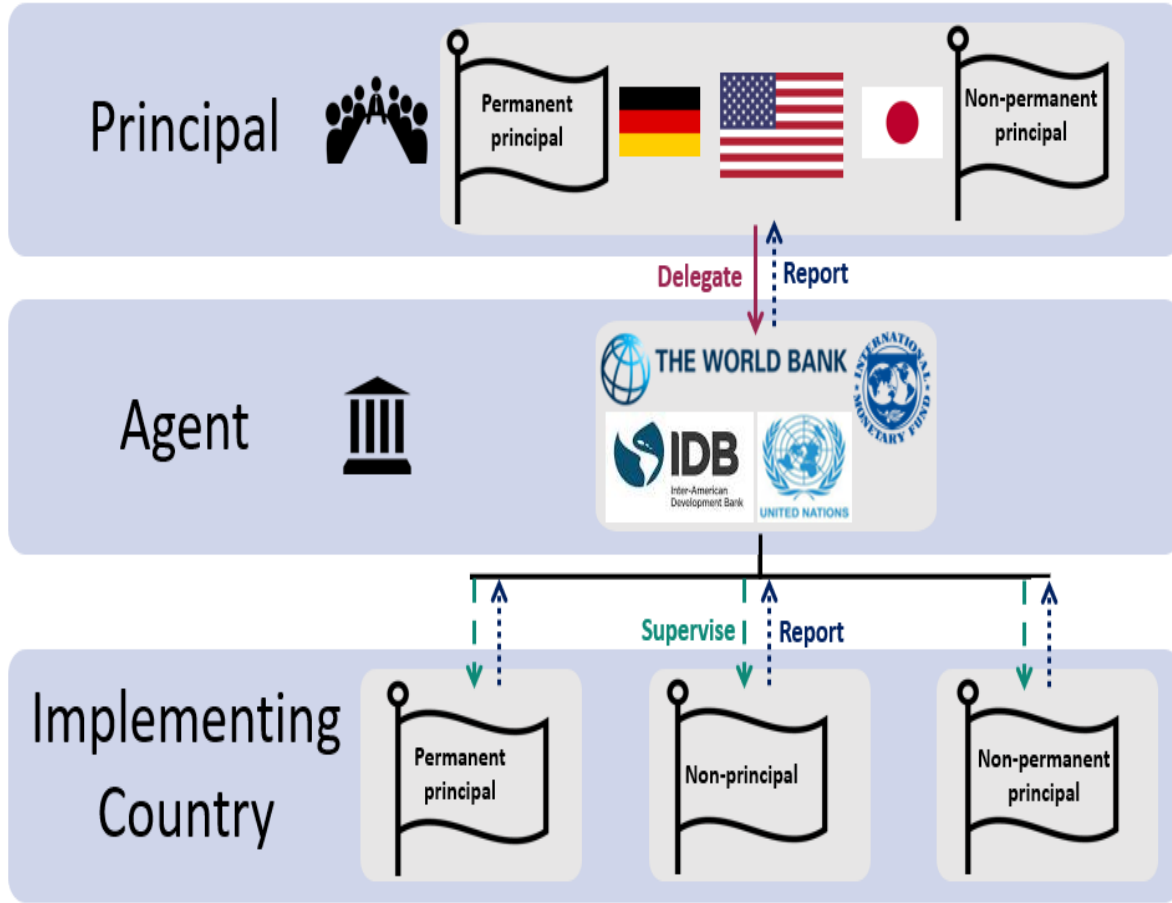 Principal
Permanent
principal
Non-permanent
principal
Delegate
Report
Agent
THE WORLD BANK
INTERNATIONAL
MONETARY FUND
IDB
Inter-American
Development Bank
UNITED NATIONS
Supervise
Report
Implementing
Country
Permanent
principal
Non-principal
Non-permanent
principal